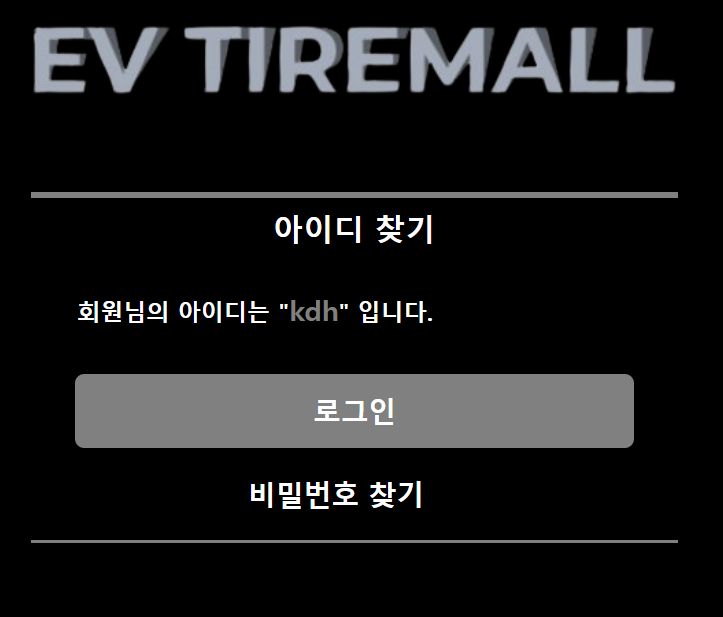 EV TIREMALL
아이디 찾기
회원님의 아이디는 "kdh" 입니다.
로그인
비밀번호 찾기